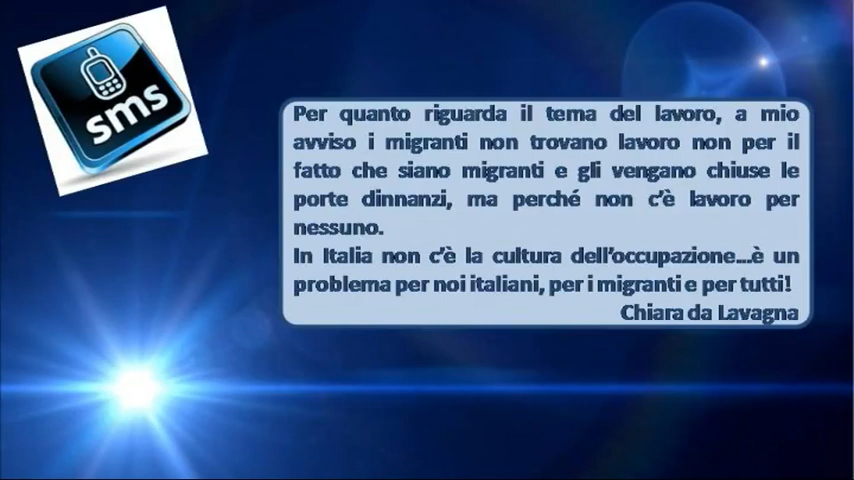 sms
Per quanto riguarda il tema del lavoro, a mio
avviso i migranti non trovano lavoro non per il
fatto che siano migranti e gli vengano chiuse le
porte dinnanzi, ma perché non c'è lavoro per
nessuno.
In Italia non c'è la cultura dell'occupazione...è un
problema per noi italiani, per i migranti e per tutti!
Chiara da Lavagna